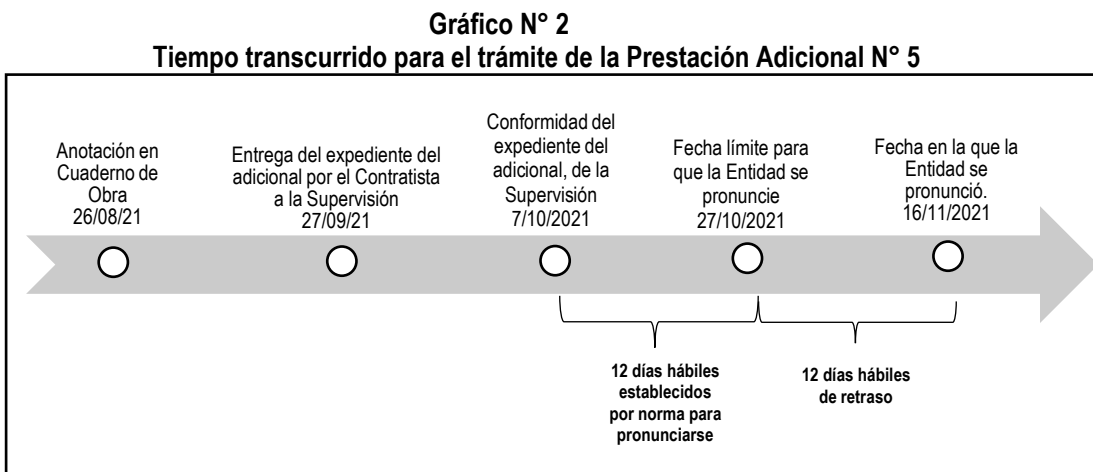 Gráfico N° 2
Tiempo transcurrido para el trámite de la Prestación Adicional N° 5
Anotación en
Cuaderno de
Obra
26/08/21
Entrega del expediente del
adicional por el Contratista
a la Supervisión
27/09/21
Conformidad del
expediente del
adicional, de la
Supervisión
7/10/2021
Fecha límite para
que la Entidad se
pronuncie
27/10/2021
Fecha en la que la
Entidad se
pronunció.
16/11/2021
12 días hábiles
establecidos
por norma para
pronunciarse
12 días hábiles
de retraso